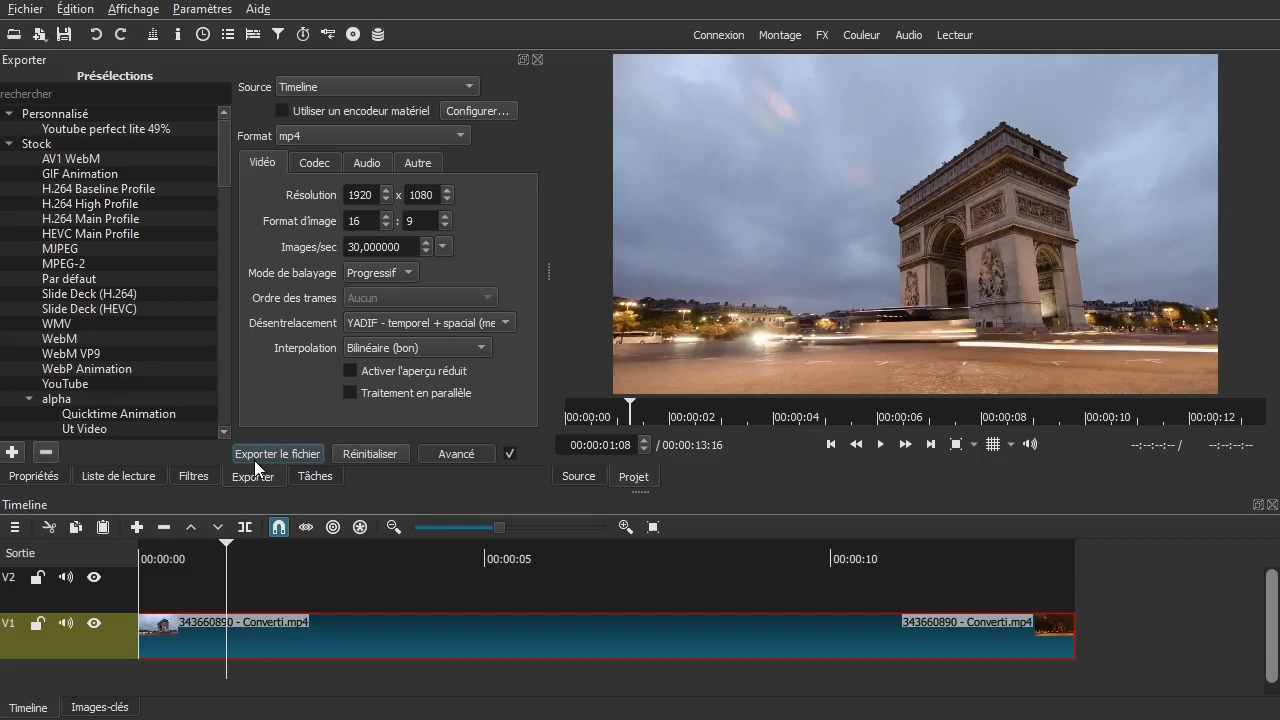 Fichier Édition Affichage Paramètres Aide
Connexion Montage FX Couleur Audio Lecteur
Exporter
Présélections
rechercher
Personnalisé
Youtube perfect lite 49%
Stock
AV1 WebM
GIF Animation
H.264 Baseline Profile
H.264 High Profile
H.264 Main Profile
HEVC Main Profile
MJPEG
MPEG-2
Par défaut
Slide Deck (H.264)
Slide Deck (HEVC)
WMV
WebM
WebM VP9
WebP Animation
YouTube
alpha
Quicktime Animation
Ut Video
Source Timeline
Utiliser un encodeur matériel Configurer...
Format mp4
Vidéo Codec Audio Autre
Résolution 1920 x 1080
Format d'image 16 : 9
Images/sec 30,000000
Mode de balayage Progressif
Ordre des trames Aucun
Désentrelacement YADIF - temporel + spacial (me
Interpolation Bilinéaire (bon)
Activer l'aperçu réduit
Traitement en parallèle
Exporter le fichier Réinitialiser Avancé
Propriétés Liste de lecture Filtres Exporter Tâches
00:00:00 00:00:02 00:00:04 00:00:06 00:00:08 00:00:10 00:00:12
00:00:01:08 / 00:00:13:16 --:--:--:-- / --:--:--:--
Source Projet
Timeline
Sortie 00:00:00 00:00:05 00:00:10
V2
V1 343660890 - Converti.mp4 343660890 - Converti.mp4
Timeline Images-clés